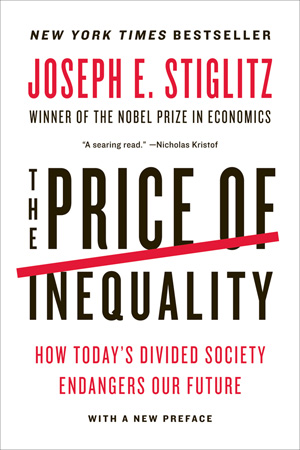 NEW YORK TIMES BESTSELLER
JOSEPH E. STIGLITZ
WINNER OF THE NOBEL PRIZE IN ECONOMICS
"A searing read." —Nicholas Kristof
THE PRICE OF
INEQUALITY
HOW TODAY'S DIVIDED SOCIETY
ENDANGERS OUR FUTURE
WITH A NEW PREFACE